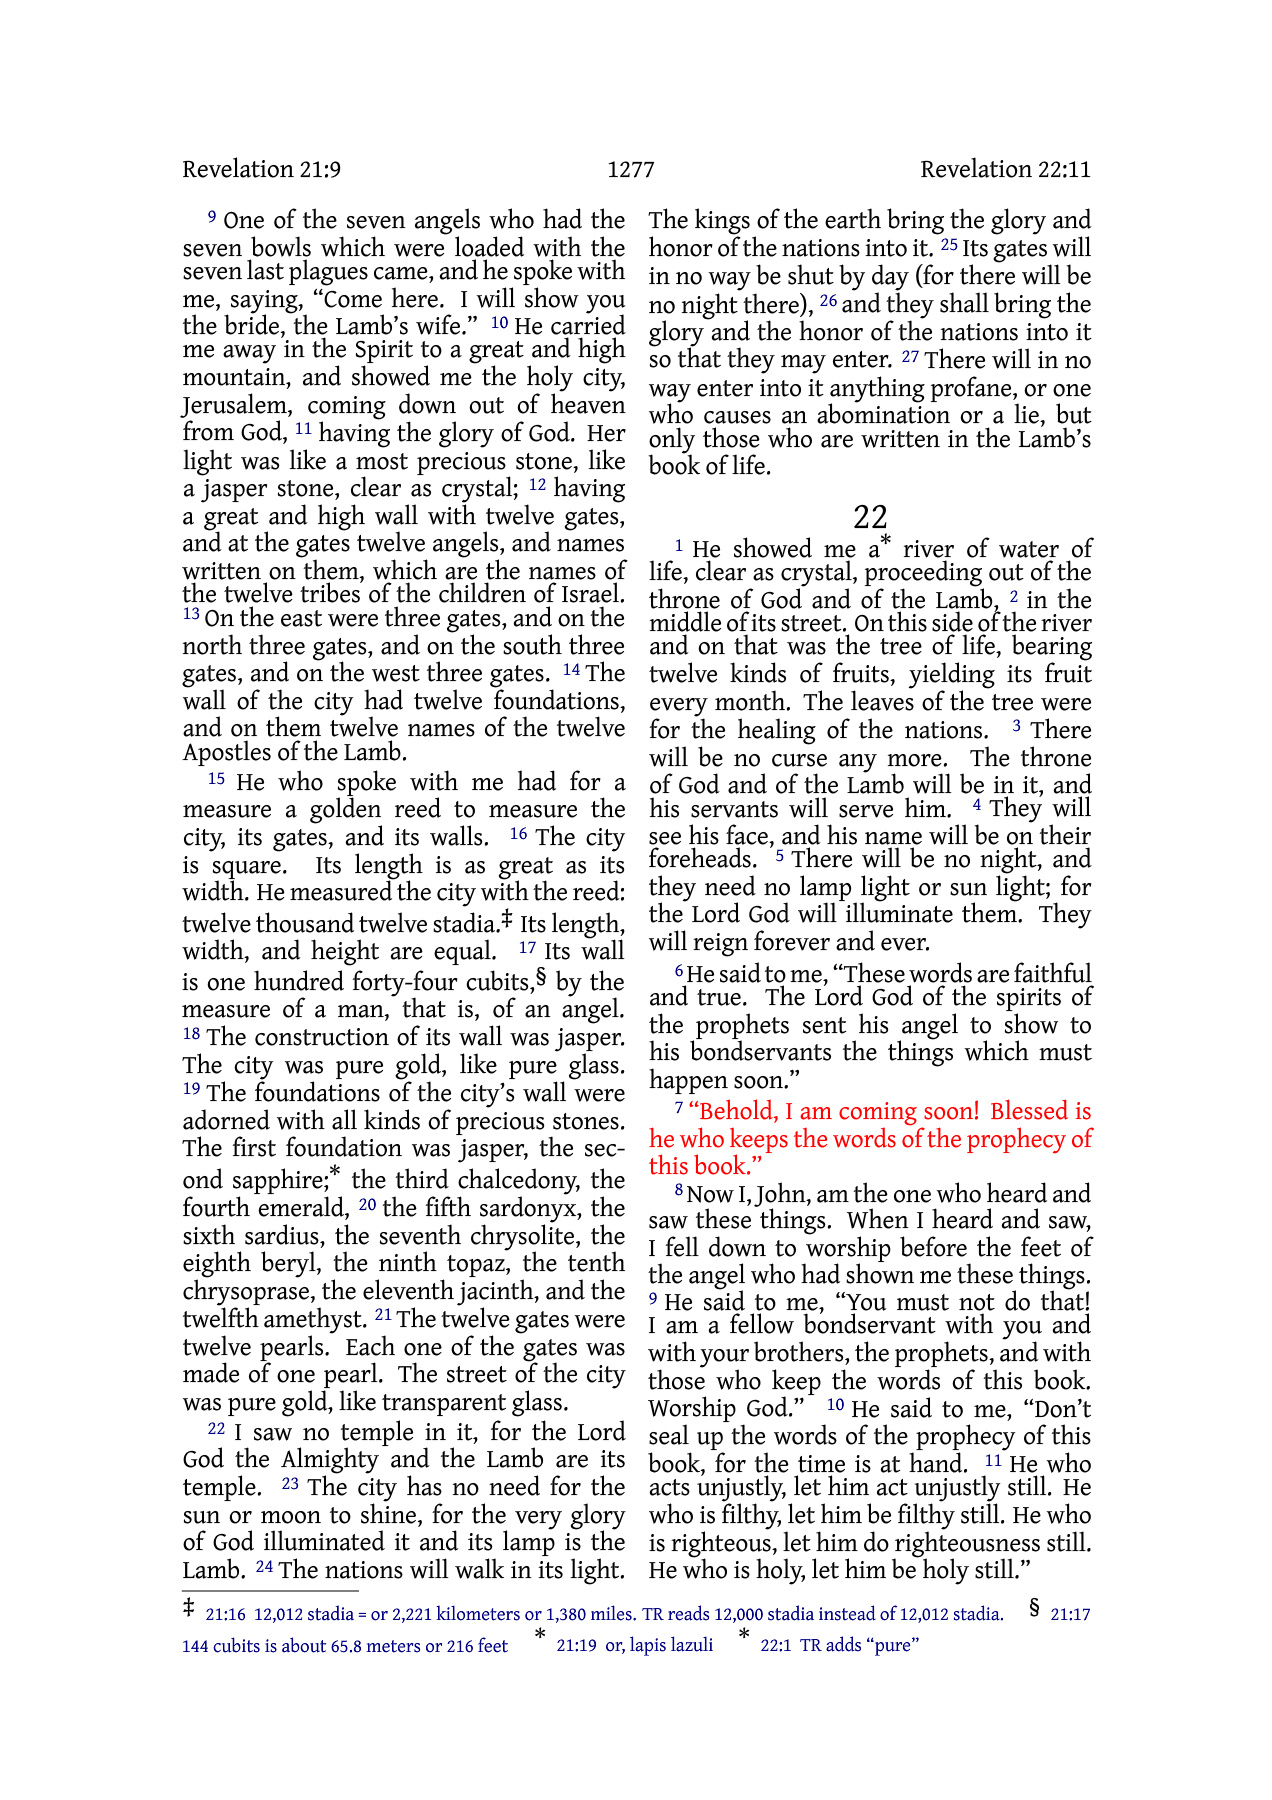 Revelation 21:9 1277 Revelation 22:11
9 One of the seven angels who had the
seven bowls which were loaded with the
seven last plagues came, and he spoke with
me, saying, “Come here. I will show you
the bride, the Lamb’s wife.” 10 He carried
me away in the Spirit to a great and high
mountain, and showed me the holy city,
Jerusalem, coming down out of heaven
from God, 11 having the glory of God. Her
light was like a most precious stone, like
a jasper stone, clear as crystal; 12 having
a great and high wall with twelve gates,
and at the gates twelve angels, and names
written on them, which are the names of
the twelve tribes of the children of Israel.
13 On the east were three gates, and on the
north three gates, and on the south three
gates, and on the west three gates. 14 The
wall of the city had twelve foundations,
and on them twelve names of the twelve
Apostles of the Lamb.
15 He who spoke with me had for a
measure a golden reed to measure the
city, its gates, and its walls. 16 The city
is square. Its length is as great as its
width. He measured the city with the reed:
twelve thousand twelve stadia.‡ Its length,
width, and height are equal. 17 Its wall
is one hundred forty-four cubits,§ by the
measure of a man, that is, of an angel.
18 The construction of its wall was jasper.
The city was pure gold, like pure glass.
19 The foundations of the city’s wall were
adorned with all kinds of precious stones.
The first foundation was jasper, the sec-
ond sapphire;* the third chalcedony, the
fourth emerald, 20 the fifth sardonyx, the
sixth sardius, the seventh chrysolite, the
eighth beryl, the ninth topaz, the tenth
chrysoprase, the eleventh jacinth, and the
twelfth amethyst. 21 The twelve gates were
twelve pearls. Each one of the gates was
made of one pearl. The street of the city
was pure gold, like transparent glass.
22 I saw no temple in it, for the Lord
God the Almighty and the Lamb are its
temple. 23 The city has no need for the
sun or moon to shine, for the very glory
of God illuminated it and its lamp is the
Lamb. 24 The nations will walk in its light.
The kings of the earth bring the glory and
honor of the nations into it. 25 Its gates will
in no way be shut by day (for there will be
no night there), 26 and they shall bring the
glory and the honor of the nations into it
so that they may enter. 27 There will in no
way enter into it anything profane, or one
who causes an abomination or a lie, but
only those who are written in the Lamb’s
book of life.
22
1 He showed me a* river of water of
life, clear as crystal, proceeding out of the
throne of God and of the Lamb, 2 in the
middle of its street. On this side of the river
and on that was the tree of life, bearing
twelve kinds of fruits, yielding its fruit
every month. The leaves of the tree were
for the healing of the nations. 3 There
will be no curse any more. The throne
of God and of the Lamb will be in it, and
his servants will serve him. 4 They will
see his face, and his name will be on their
foreheads. 5 There will be no night, and
they need no lamp light or sun light; for
the Lord God will illuminate them. They
will reign forever and ever.
6 He said to me, “These words are faithful
and true. The Lord God of the spirits of
the prophets sent his angel to show to
his bondservants the things which must
happen soon.”
7 “Behold, I am coming soon! Blessed is
he who keeps the words of the prophecy of
this book.”
8 Now I, John, am the one who heard and
saw these things. When I heard and saw,
I fell down to worship before the feet of
the angel who had shown me these things.
9 He said to me, “You must not do that!
I am a fellow bondservant with you and
with your brothers, the prophets, and with
those who keep the words of this book.
Worship God.” 10 He said to me, “Don’t
seal up the words of the prophecy of this
book, for the time is at hand. 11 He who
acts unjustly, let him act unjustly still. He
who is filthy, let him be filthy still. He who
is righteous, let him do righteousness still.
He who is holy, let him be holy still.”
‡ 21:16 12,012 stadia = or 2,221 kilometers or 1,380 miles. TR reads 12,000 stadia instead of 12,012 stadia. § 21:17
144 cubits is about 65.8 meters or 216 feet * 21:19 or, lapis lazuli * 22:1 TR adds “pure”